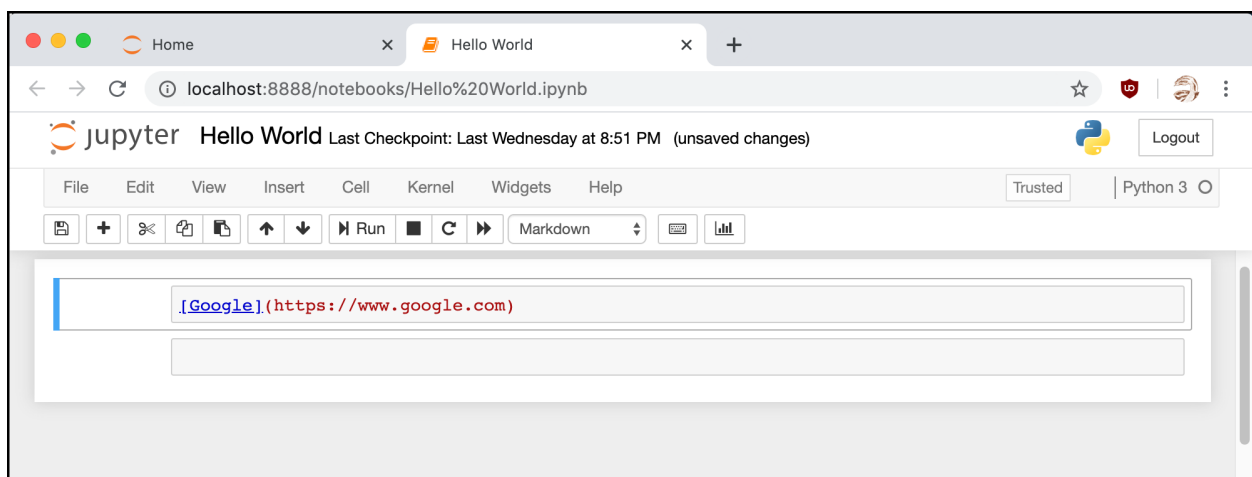 Home
Hello World
localhost:8888/notebooks/Hello%20World.ipynb
jupyter Hello World Last Checkpoint: Last Wednesday at 8:51 PM (unsaved changes)
Logout
File Edit View Insert Cell Kernel Widgets Help Trusted Python 3
Run Markdown
[Google](https://www.google.com)